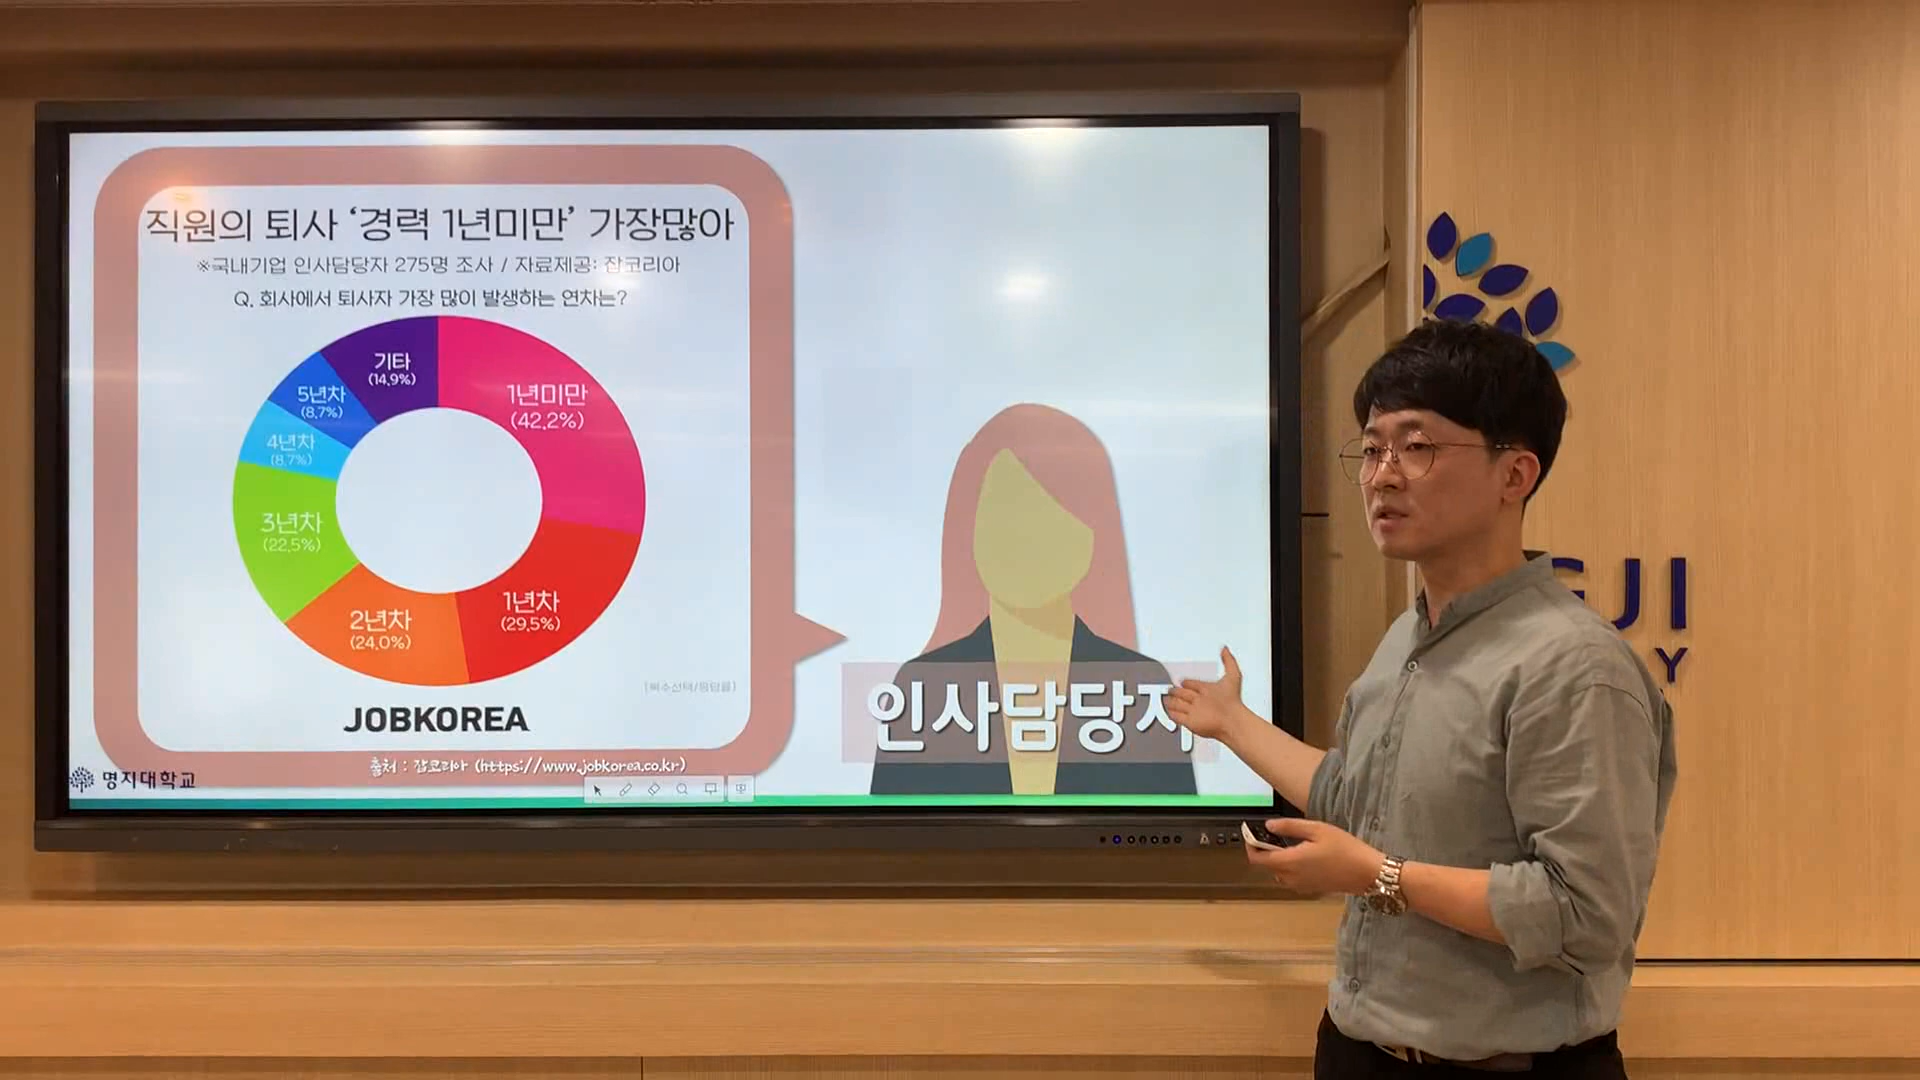 직원의 퇴사 ‘경력 1년미만’ 가장많아
※국내기업 인사담당자 275명 조사 / 자료제공: 잡코리아
Q. 회사에서 퇴사자 가장 많이 발생하는 연차는?
기타
(14.9%)
5년차
(8.7%)
4년차
(8.7%)
3년차
(22.5%)
2년차
(24.0%)
1년차
(29.5%)
1년미만
(42.2%)
(복수선택/응답률)
JOBKOREA
출처 : 잡코리아 (https://www.jobkorea.co.kr)
명지대학교
인사담당자
GJI
Y